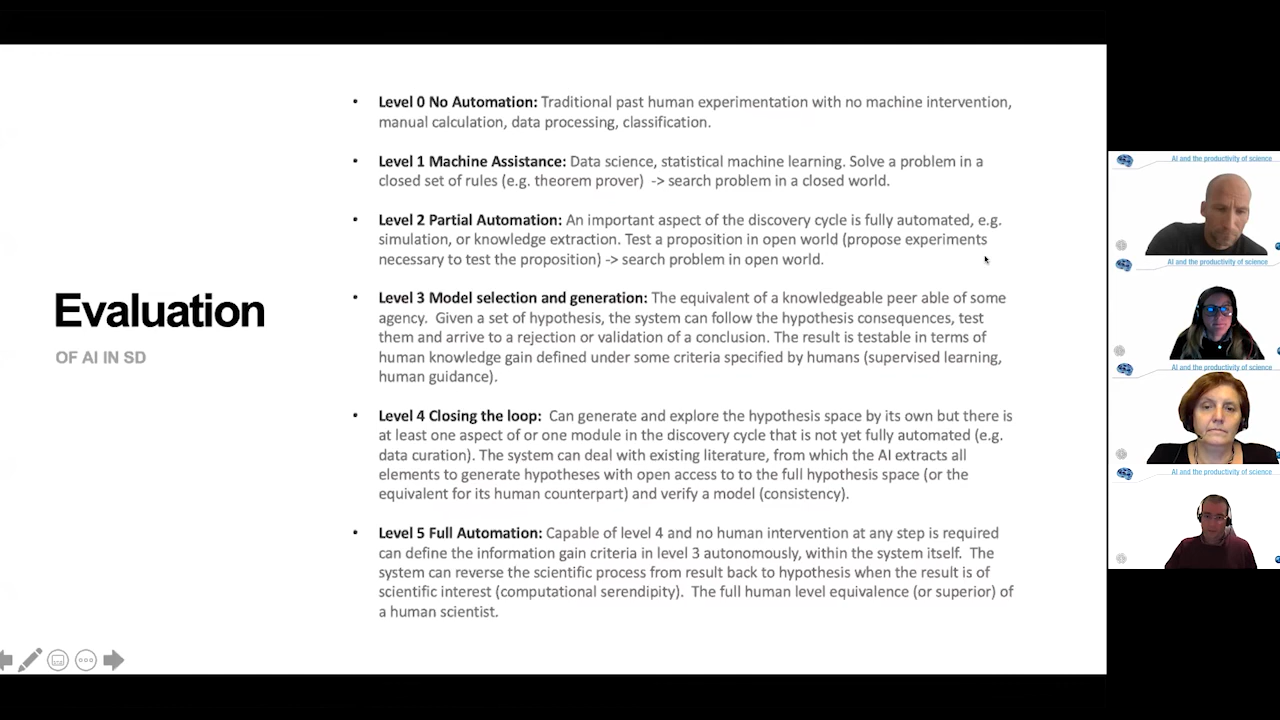 Evaluation
OF AI IN SD
• Level 0 No Automation: Traditional past human experimentation with no machine intervention,
manual calculation, data processing, classification.
• Level 1 Machine Assistance: Data science, statistical machine learning. Solve a problem in a
closed set of rules (e.g. theorem prover) -> search problem in a closed world.
• Level 2 Partial Automation: An important aspect of the discovery cycle is fully automated, e.g.
simulation, or knowledge extraction. Test a proposition in open world (propose experiments
necessary to test the proposition) -> search problem in open world.
• Level 3 Model selection and generation: The equivalent of a knowledgeable peer able of some
agency. Given a set of hypothesis, the system can follow the hypothesis consequences, test
them and arrive to a rejection or validation of a conclusion. The result is testable in terms of
human knowledge gain defined under some criteria specified by humans (supervised learning,
human guidance).
• Level 4 Closing the loop: Can generate and explore the hypothesis space by its own but there is
at least one aspect of or one module in the discovery cycle that is not yet fully automated (e.g.
data curation). The system can deal with existing literature, from which the AI extracts all
elements to generate hypotheses with open access to to the full hypothesis space (or the
equivalent for its human counterpart) and verify a model (consistency).
• Level 5 Full Automation: Capable of level 4 and no human intervention at any step is required
can define the information gain criteria in level 3 autonomously, within the system itself. The
system can reverse the scientific process from result back to hypothesis when the result is of
scientific interest (computational serendipity). The full human level equivalence (or superior) of
a human scientist.
AI and the productivity of science
AI and the productivity of science
AI and the productivity of science
AI and the productivity of science